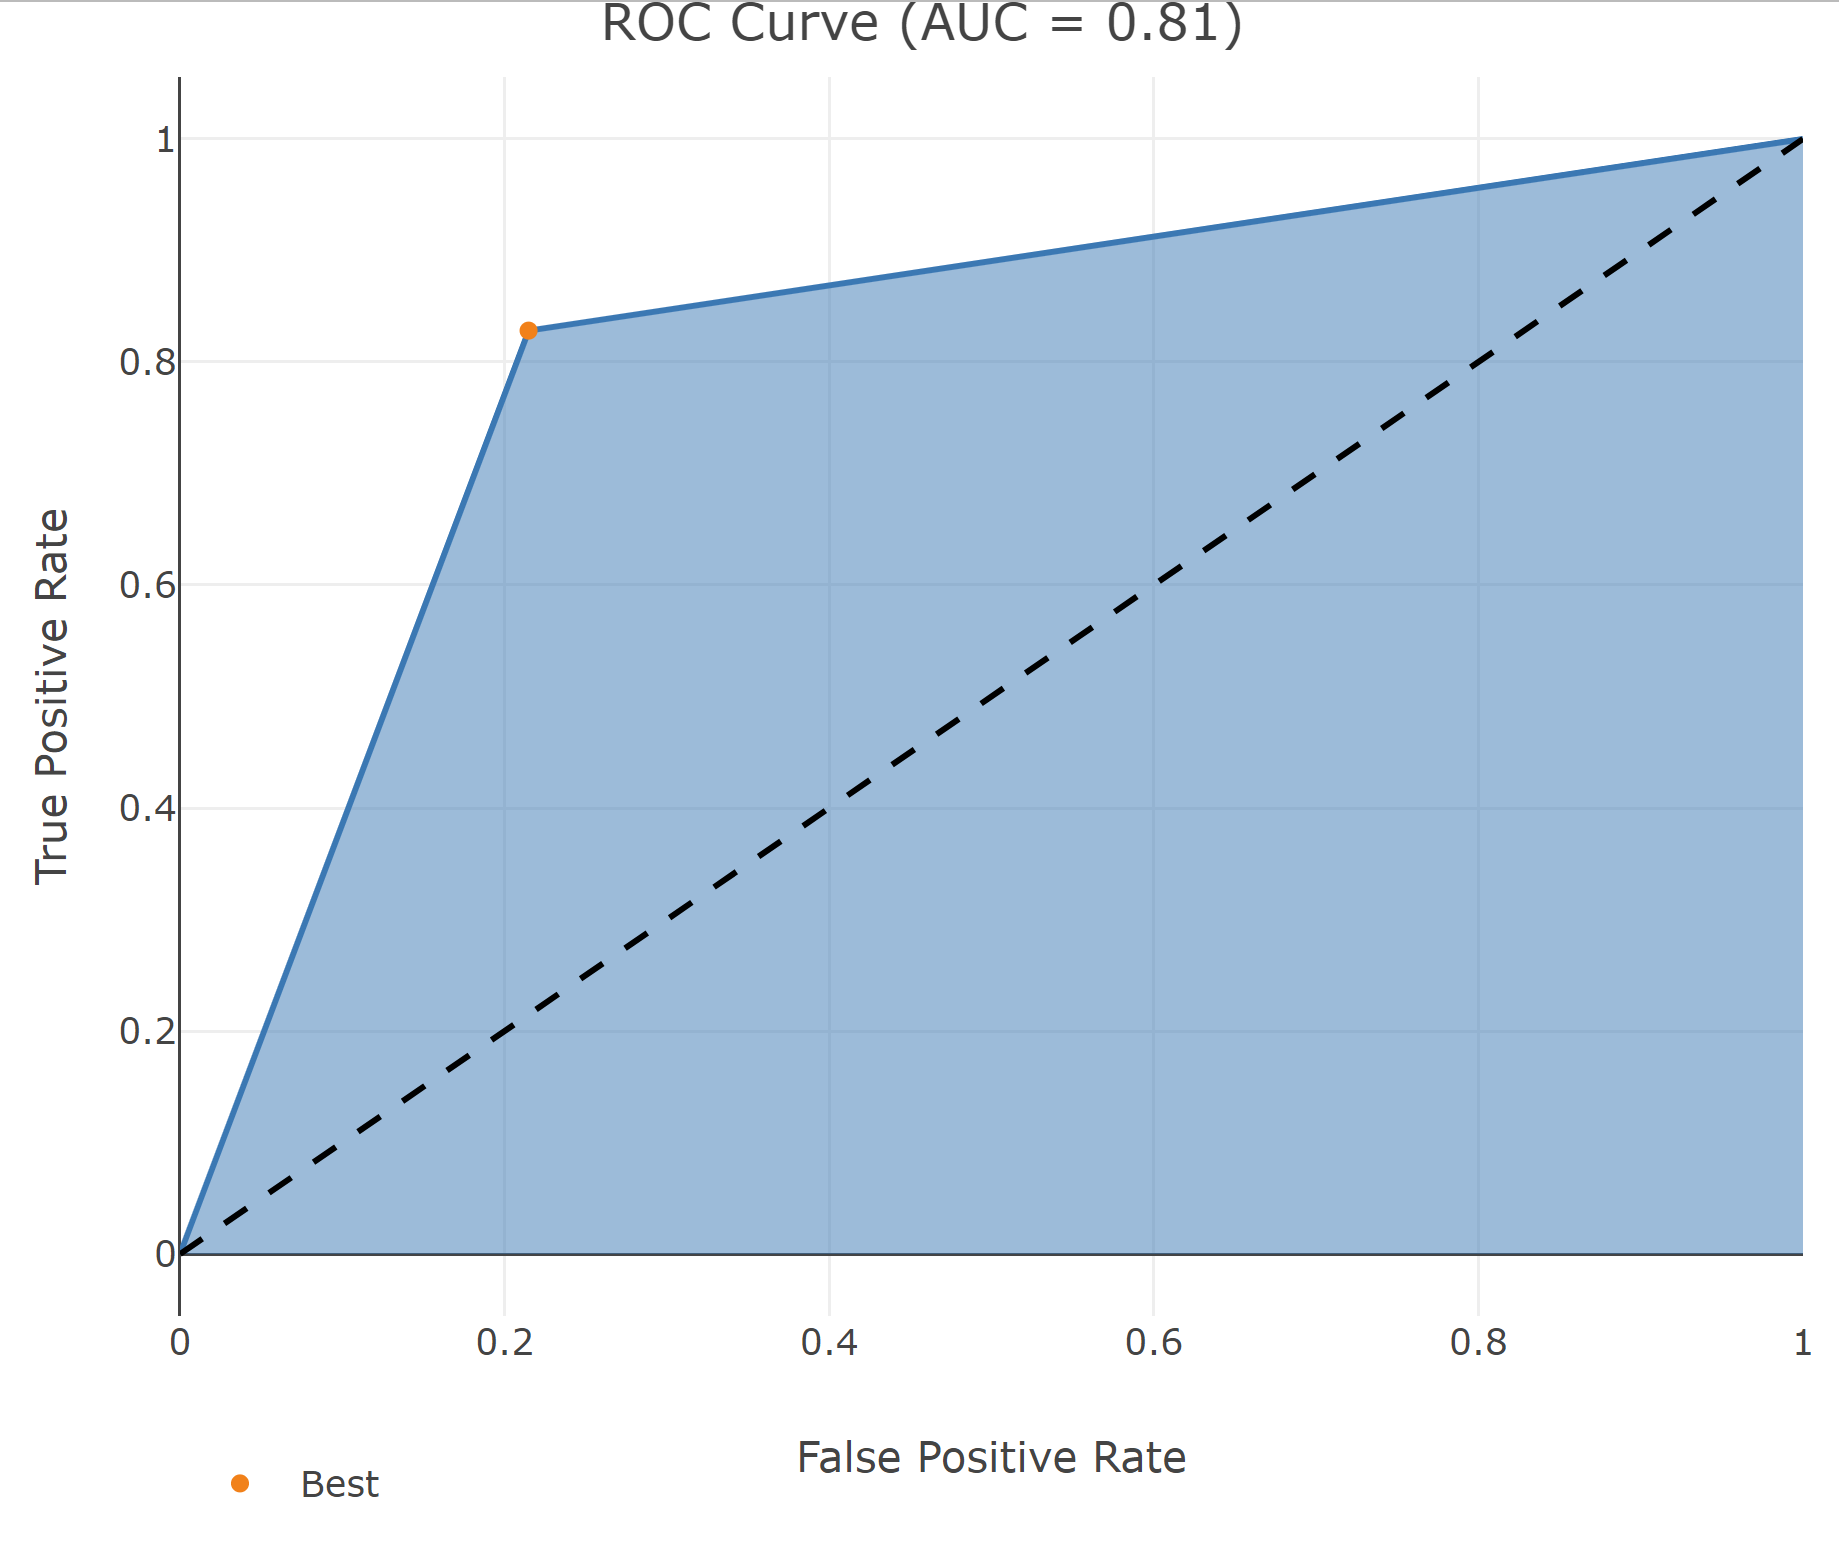 ROC Curve (AUC = 0.81)
1
0.8
0.6
0.4
0.2
0
True Positive Rate
0 0.2 0.4 0.6 0.8 1
False Positive Rate
Best